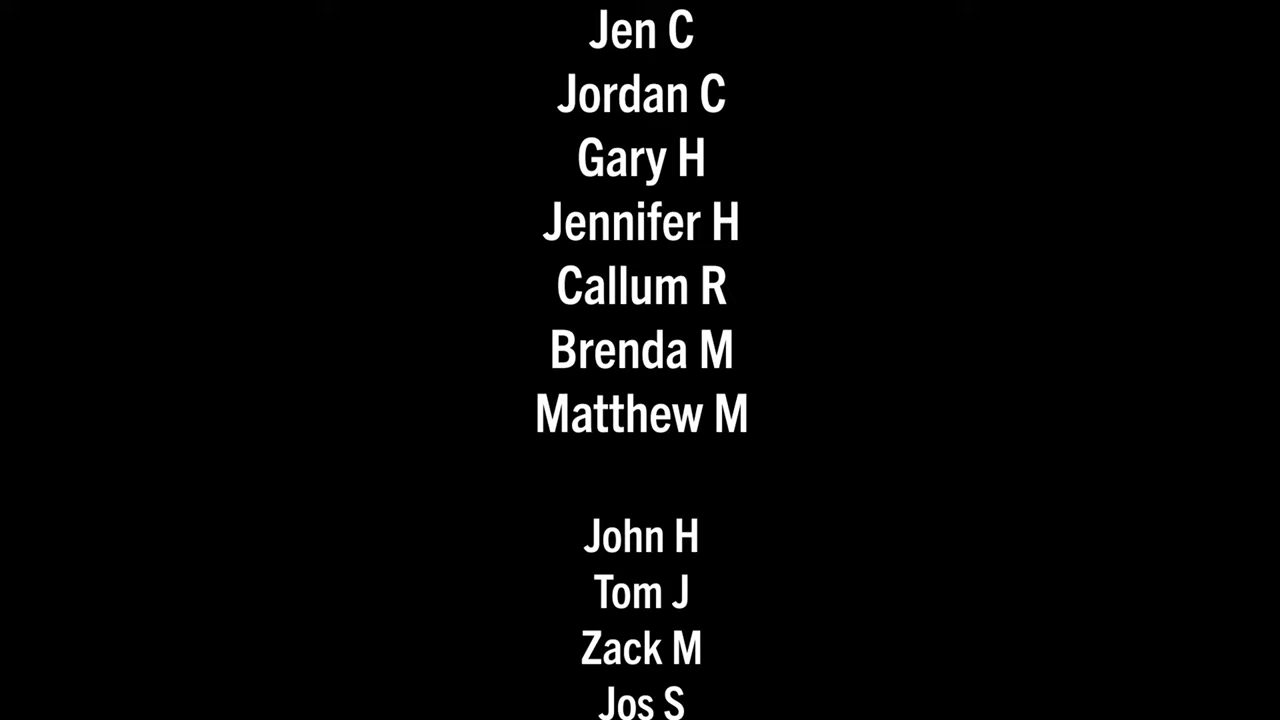 Jen C
Jordan C
Gary H
Jennifer H
Callum R
Brenda M
Matthew M
John H
Tom J
Zack M
Jos S